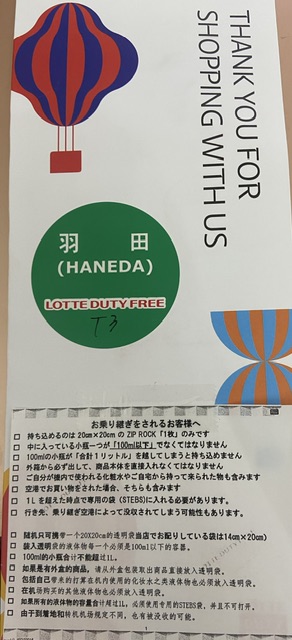 THANK YOU FOR
SHOPPING WITH US
羽 田
(HANEDA)
LOTTE DUTY FREE
T3
お乗り継ぎをされるお客様へ
□ 持ち込めるのは 20cm×20cm の ZIP ROCK「1枚」のみです
□ 中に入っている小瓶一つが「100ml以下」でなくてはなりません
□ 100mlの小瓶が「合計1リットル」を越してしまうと持ち込めません
□ 外箱から必ず出して、商品本体を直接入れなくてはなりません
□ ご自分が機内で使われる化粧水やご自宅から持って来られた物も含みます
□ 空港でお買い物をされた場合、そちらも含みます
□ 1Lを超えた時点で専用の袋(STEBS)に入れる必要があります。
□ 行き先、乗り継ぎ空港によって没収されてしまう可能性もあります。
□ 随机只可携带一个20X20cm的透明袋当店でお配りしている袋は14cm×20cm)
□ 装入透明袋的液体物每一个必须是100ml以下的容器。
□ 100ml的小瓶合计不能超过1L。
□ 如果是有外盒的商品,请从外盒包装取出商品直接放入透明袋。
□ 包括自己带来的打算在机内使用的化妆水之类液体物也必须放入透明袋。
□ 在机场购买的其他液体物也必须放入透明袋。
□ 如果所有的液体物的容量合计超过1L,必须使用专用的STEBS袋,并且不可打开。
□ 由于到着地和转机机场规定不同,也有被没收的可能。